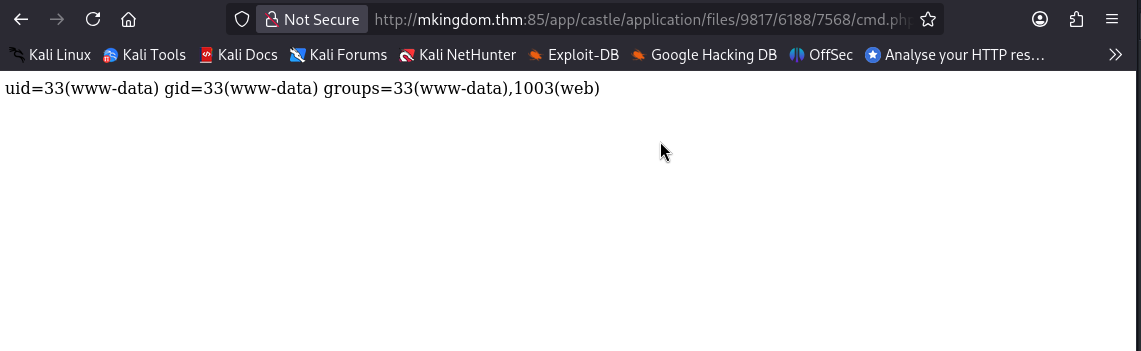 Not Secure http://mkingdom.thm:85/app/castle/application/files/9817/6188/7568/cmd.php
Kali Linux Kali Tools Kali Docs Kali Forums Kali NetHunter Exploit-DB Google Hacking DB OffSec Analyse your HTTP res…
uid=33(www-data) gid=33(www-data) groups=33(www-data),1003(web)